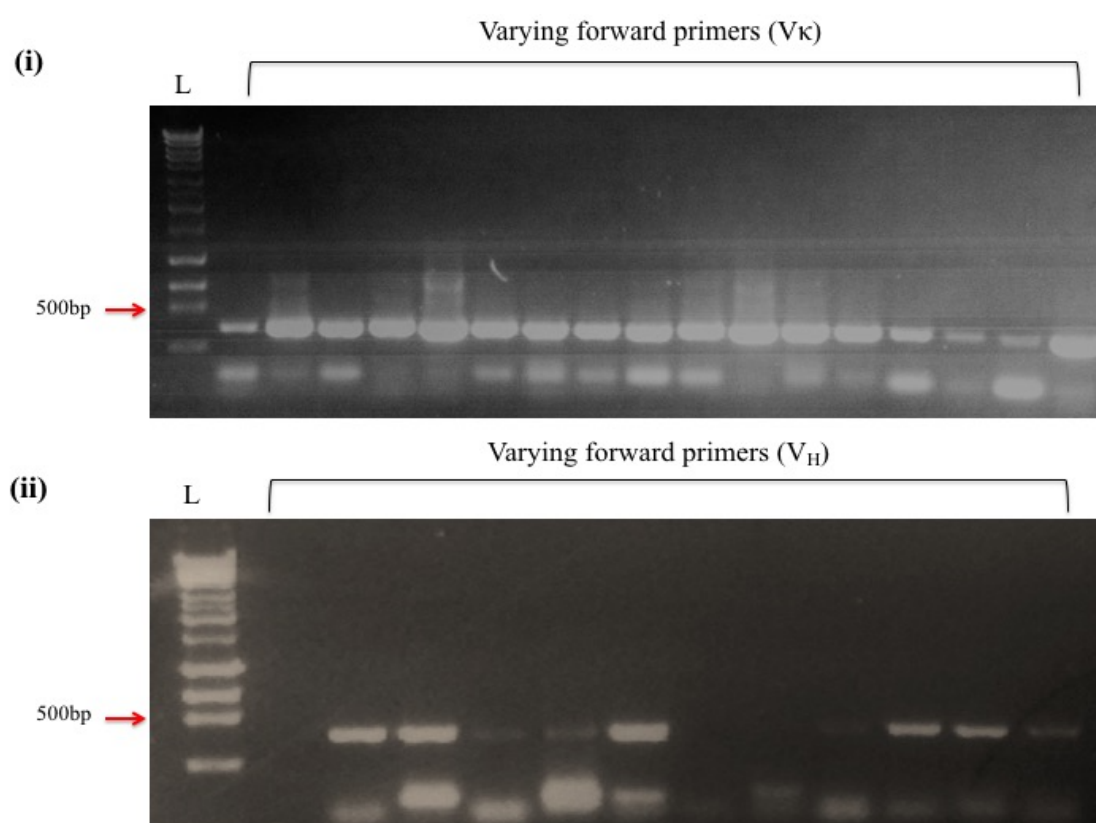 Varying forward primers (Vκ)
(i)
L
500bp
Varying forward primers (VH)
(ii)
L
500bp